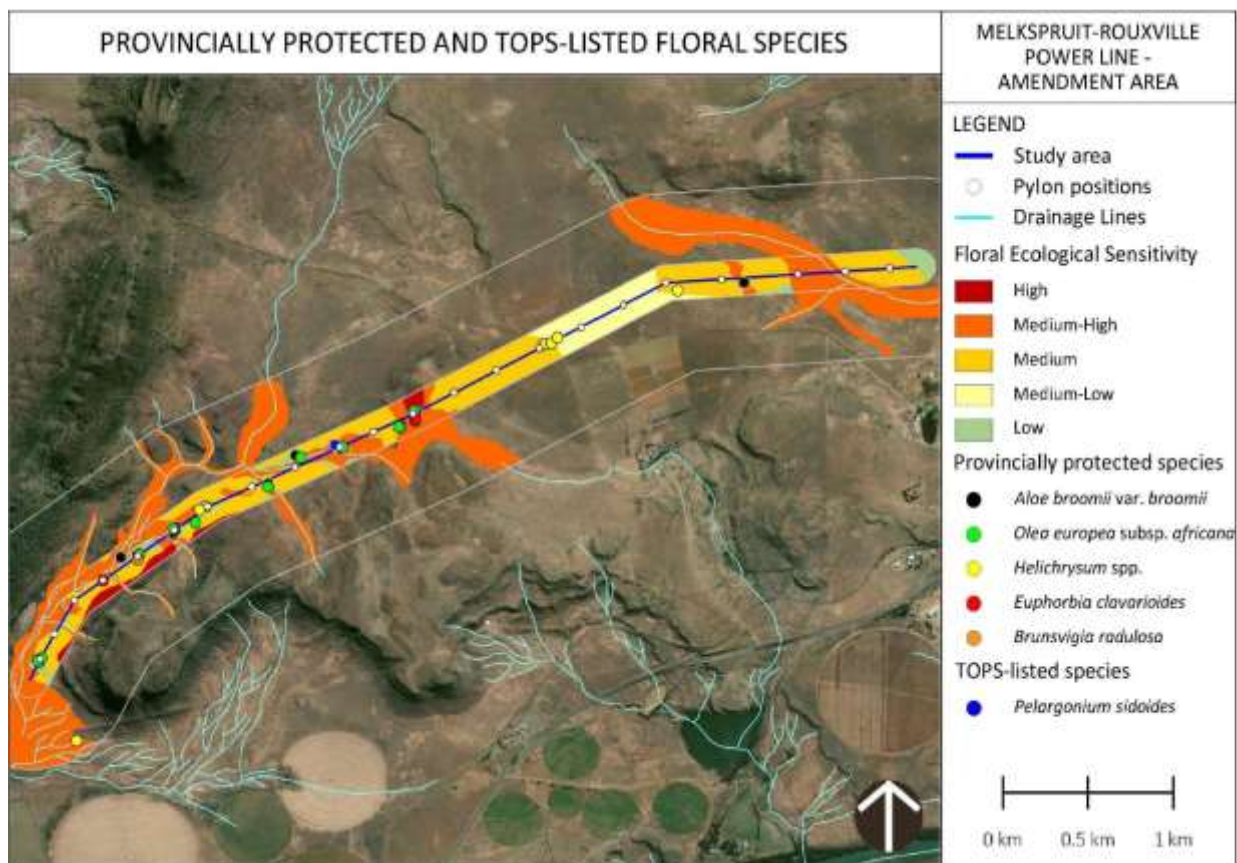 PROVINCIALLY PROTECTED AND TOPS-LISTED FLORAL SPECIES
MELKSPRUIT-ROUXVILLE
POWER LINE -
AMENDMENT AREA
LEGEND
Study area
Pylon positions
Drainage Lines
Floral Ecological Sensitivity
High
Medium-High
Medium
Medium-Low
Low
Provincially protected species
Aloe broomii var. broomii
Olea europea subsp. africana
Helichrysum spp.
Euphorbia clavarioides
Brunsvigia radulosa
TOPS-listed species
Pelargonium sidoides
0 km 0.5 km 1 km